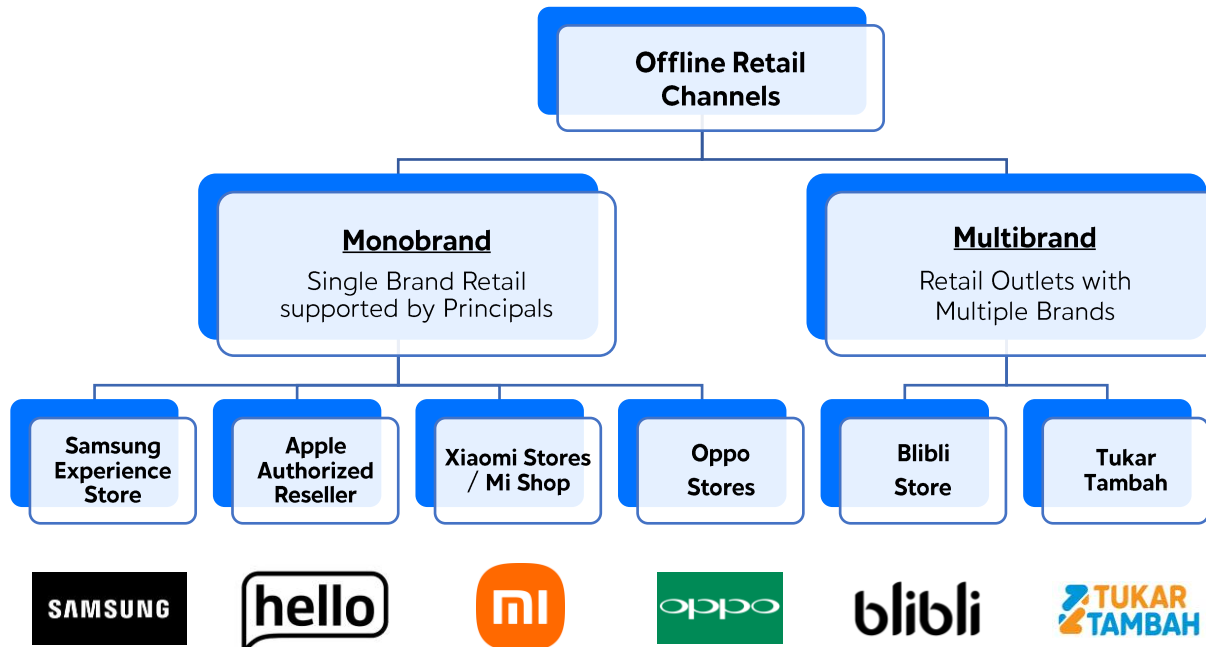 Offline Retail
Channels
Monobrand
Single Brand Retail
supported by Principals
Multibrand
Retail Outlets with
Multiple Brands
Samsung
Experience
Store
Apple
Authorized
Reseller
Xiaomi Stores
/ Mi Shop
Oppo
Stores
Blibli
Store
Tukar
Tambah
SAMSUNG
hello
mi
oppo
blibli
TUKAR
TAMBAH